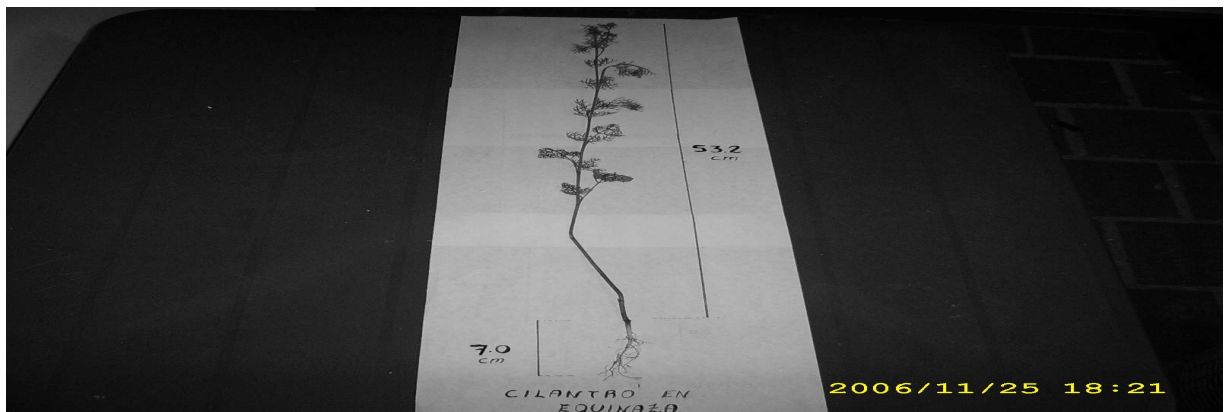 53.2
cm
7.0
cm
CILANTRO EN
EQUINAZA
2006/11/25 18:21